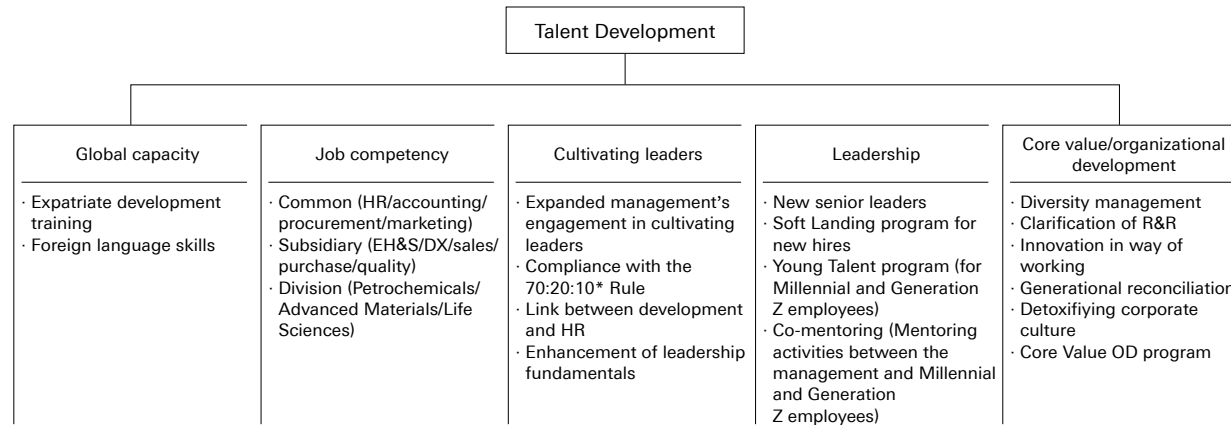 Talent Development
Global capacity
· Expatriate development
training
· Foreign language skills
Job competency
· Common (HR/accounting/
procurement/marketing)
· Subsidiary (EH&S/DX/sales/
purchase/quality)
· Division (Petrochemicals/
Advanced Materials/Life
Sciences)
Cultivating leaders
· Expanded management's
engagement in cultivating
leaders
· Compliance with the
70:20:10* Rule
· Link between development
and HR
· Enhancement of leadership
fundamentals
Leadership
· New senior leaders
· Soft Landing program for
new hires
· Young Talent program (for
Millennial and Generation
Z employees)
· Co-mentoring (Mentoring
activities between the
management and Millennial
and Generation
Z employees)
Core value/organizational
development
· Diversity management
· Clarification of R&R
· Innovation in way of
working
· Generational reconciliation
· Detoxifiying corporate
culture
· Core Value OD program